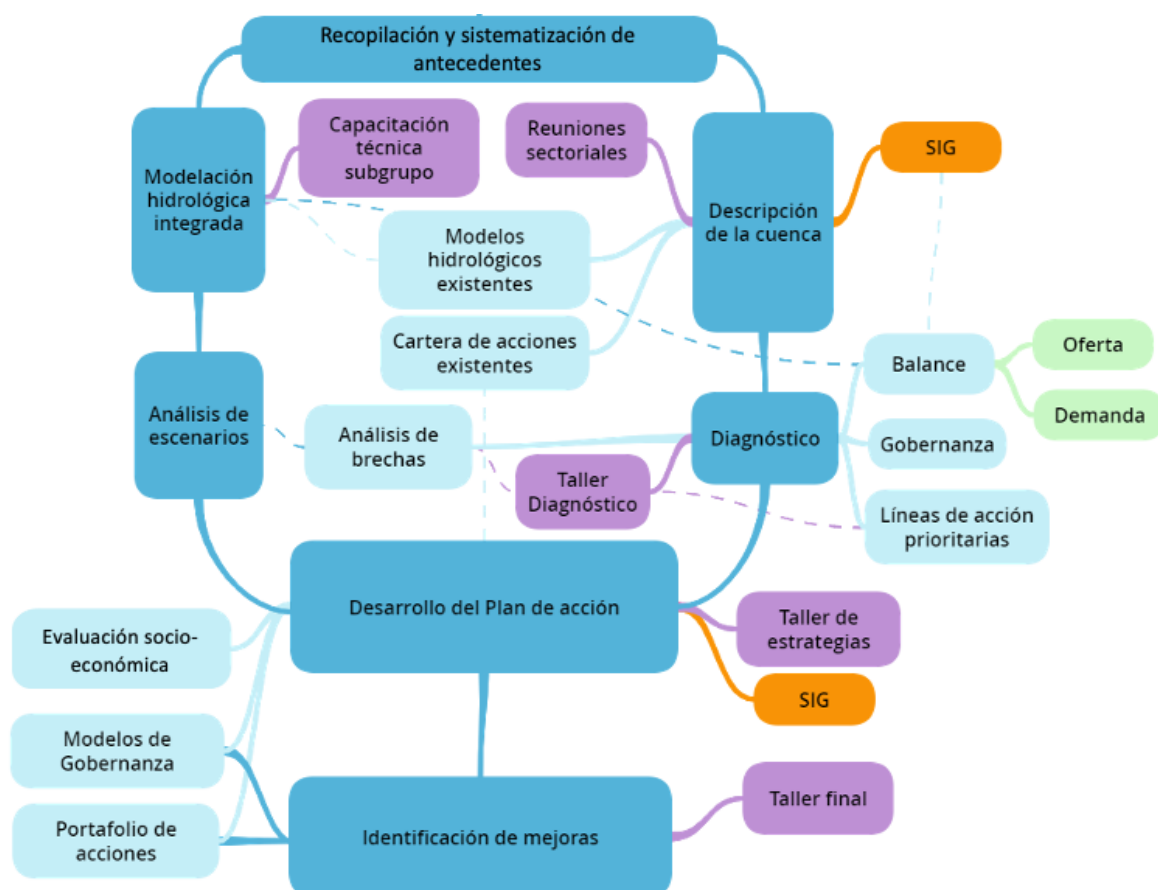 Recopilación y sistematización de
antecedentes
Capacitación
técnica
subgrupo
Reuniones
sectoriales
SIG
Modelación
hidrológica
integrada
Descripción
de la cuenca
Modelos
hidrológicos
existentes
Cartera de acciones
existentes
Balance
Oferta
Demanda
Análisis de
escenarios
Análisis de
brechas
Diagnóstico
Gobernanza
Taller
Diagnóstico
Líneas de acción
prioritarias
Desarrollo del Plan de acción
Taller de
estrategias
Evaluación socio-
económica
SIG
Modelos de
Gobernanza
Taller final
Portafolio de
acciones
Identificación de mejoras